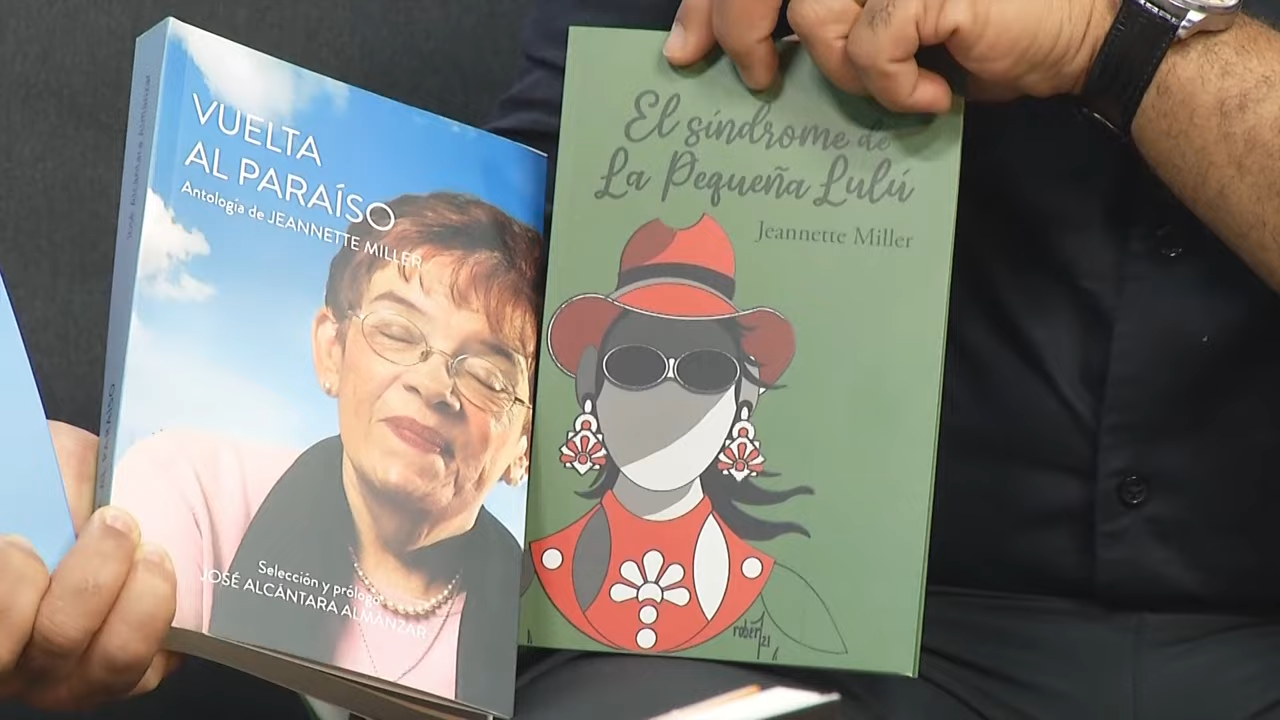 VUELTA
AL PARAÍSO
Antología de JEANNETTE MILLER
Selección y prólogo
JOSÉ ALCÁNTARA ALMÁNZAR
El síndrome de
La Pequeña Lulú
Jeannette Miller